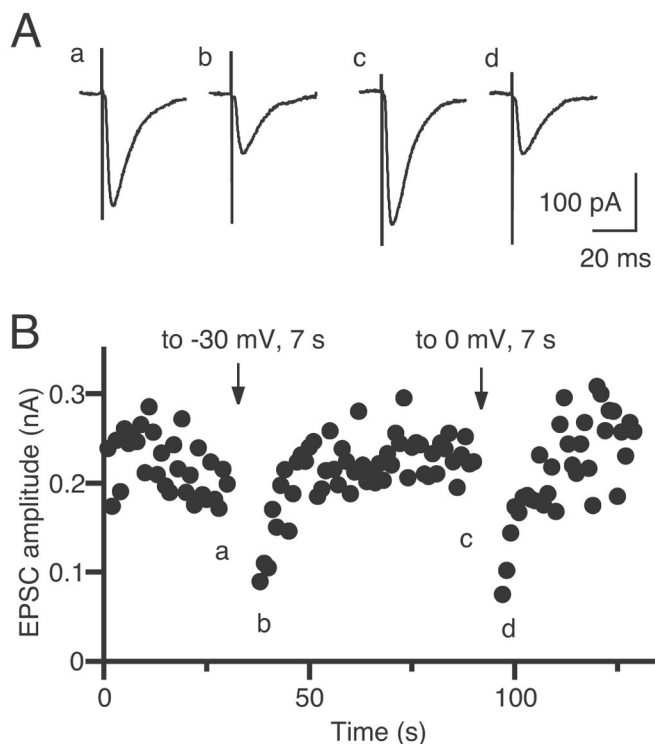 A
a b c d
100 pA
20 ms
B
to -30 mV, 7 s to 0 mV, 7 s
EPSC amplitude (nA)
0.3
0.2
0.1
0
a
b
c
d
0 50 100
Time (s)